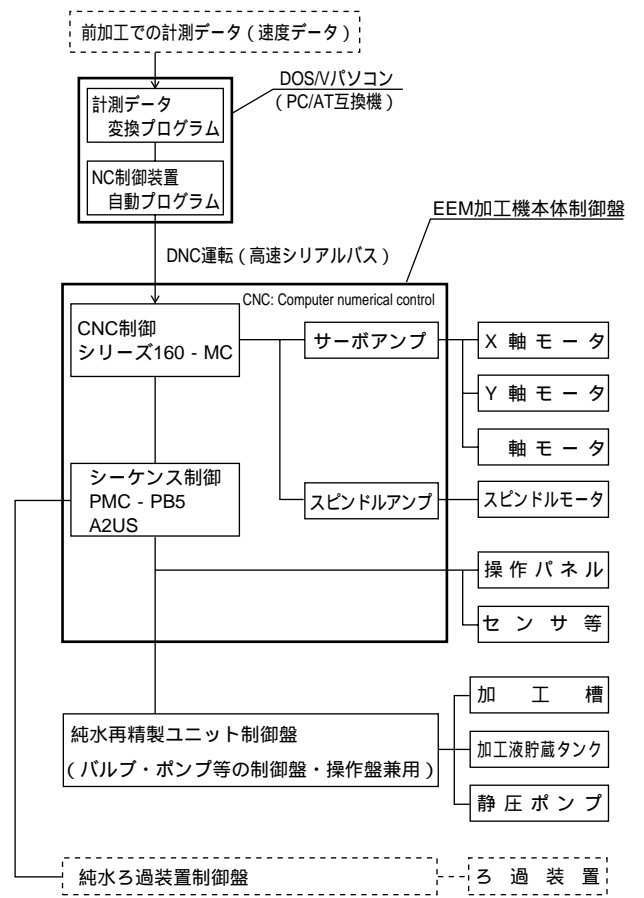 前加工での計測データ（速度データ）
DOS/Vパソコン
（PC/AT互換機）
計測データ
変換プログラム
NC制御装置
自動プログラム
EEM加工機本体制御盤
DNC運転（高速シリアルバス）
CNC: Computer numerical control
CNC制御
シリーズ160 - MC
サーボアンプ
X 軸 モ ー タ
Y 軸 モ ー タ
軸 モ ー タ
シーケンス制御
PMC - PB5
A2US
スピンドルアンプ
スピンドルモータ
操 作 パ ネ ル
セ ン サ 等
加 工 槽
純水再精製ユニット制御盤
（バルブ・ポンプ等の制御盤・操作盤兼用）
加工液貯蔵タンク
静 圧 ポ ン プ
純水ろ過装置制御盤
ろ 過 装 置